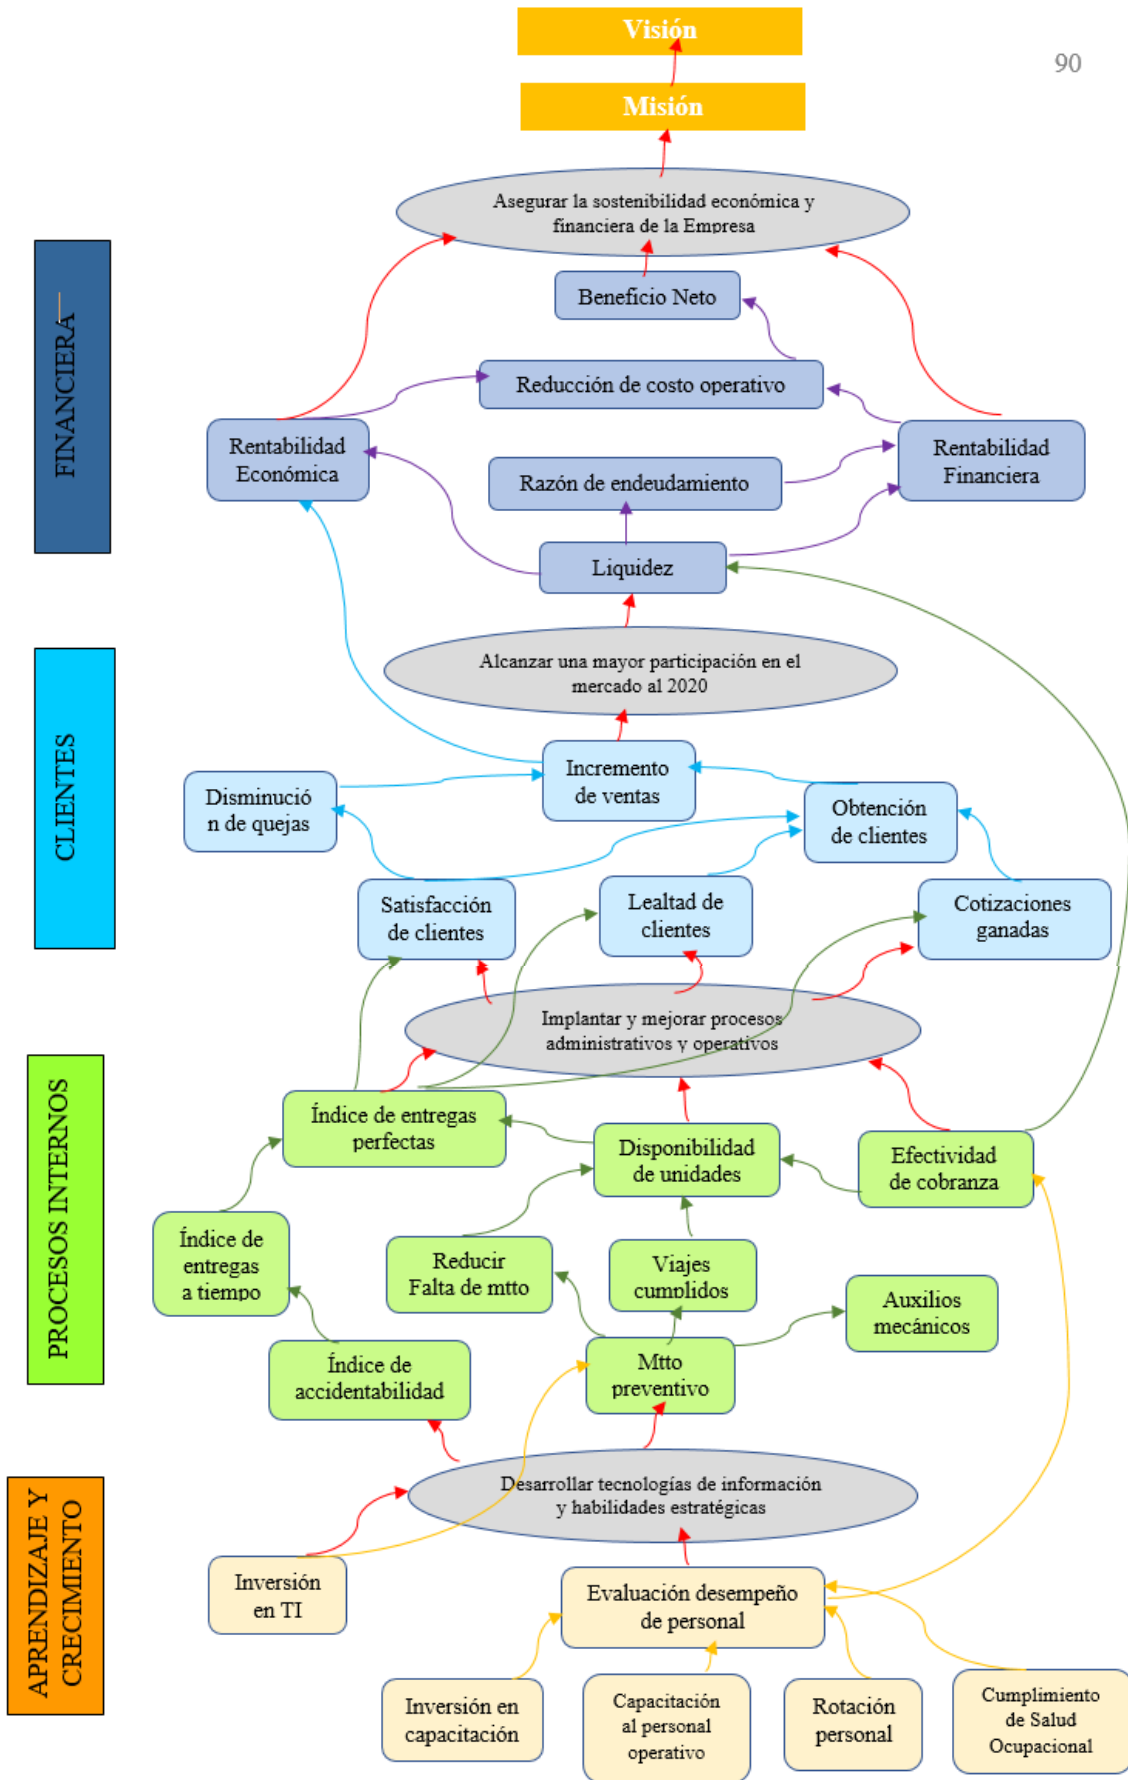 Visión
90
Misión
Asegurar la sostenibilidad económica y
financiera de la Empresa
FINANCIERA
Beneficio Neto
Reducción de costo operativo
Rentabilidad
Económica
Rentabilidad
Financiera
Razón de endeudamiento
Liquidez
Alcanzar una mayor participación en el
mercado al 2020
CLIENTES
Incremento
de ventas
Disminució
n de quejas
Obtención
de clientes
Satisfacción
de clientes
Lealtad de
clientes
Cotizaciones
ganadas
Implantar y mejorar procesos
administrativos y operativos
PROCESOS INTERNOS
Índice de entregas
perfectas
Disponibilidad
de unidades
Efectividad
de cobranza
Índice de
entregas
a tiempo
Reducir
Falta de mtto
Viajes
cumplidos
Auxilios
mecánicos
Índice de
accidentabilidad
Mtto
preventivo
Desarrollar tecnologías de información
y habilidades estratégicas
APRENDIZAJE Y
CRECIMIENTO
Inversión
en TI
Evaluación desempeño
de personal
Inversión en
capacitación
Capacitación
al personal
operativo
Rotación
personal
Cumplimiento
de Salud
Ocupacional